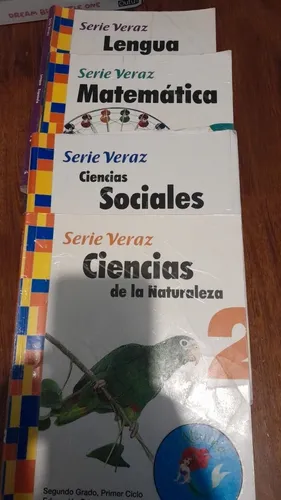 Serie Veraz
Lengua
Serie Veraz
Matemática
Serie Veraz
Ciencias
Sociales
Serie Veraz
Ciencias
de la Naturaleza
2
Segundo Grado, Primer Ciclo